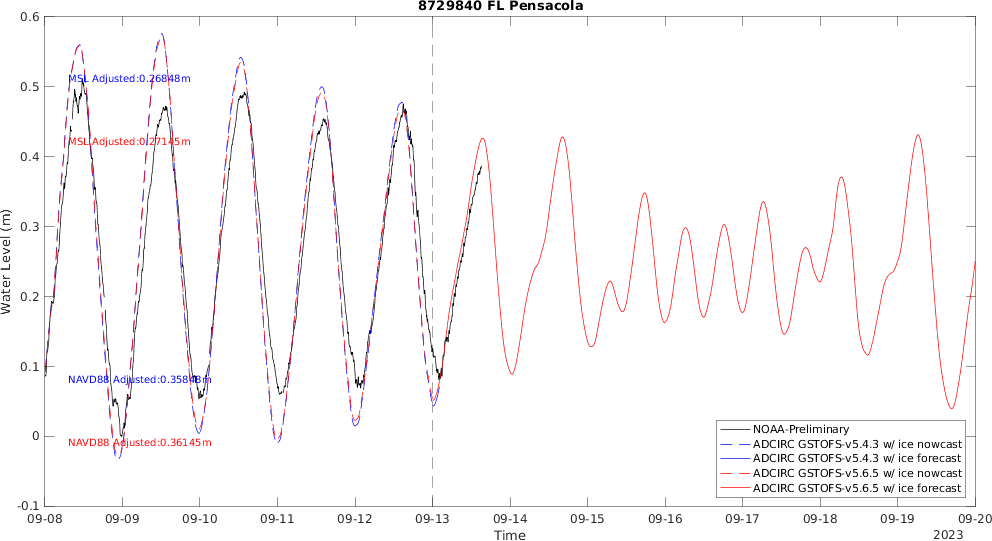 8729840 FL Pensacola
0.6
0.5
0.4
0.3
0.2
0.1
0
-0.1
Water Level (m)
MSL Adjusted:0.26848m
MSL Adjusted:0.27145m
NAVD88 Adjusted:0.35848m
NAVD88 Adjusted:0.36145m
NOAA-Preliminary
ADCIRC GSTOFS-v5.4.3 w/ ice nowcast
ADCIRC GSTOFS-v5.4.3 w/ ice forecast
ADCIRC GSTOFS-v5.6.5 w/ ice nowcast
ADCIRC GSTOFS-v5.6.5 w/ ice forecast
09-08 09-09 09-10 09-11 09-12 09-13 09-14 09-15 09-16 09-17 09-18 09-19 09-20
Time
2023